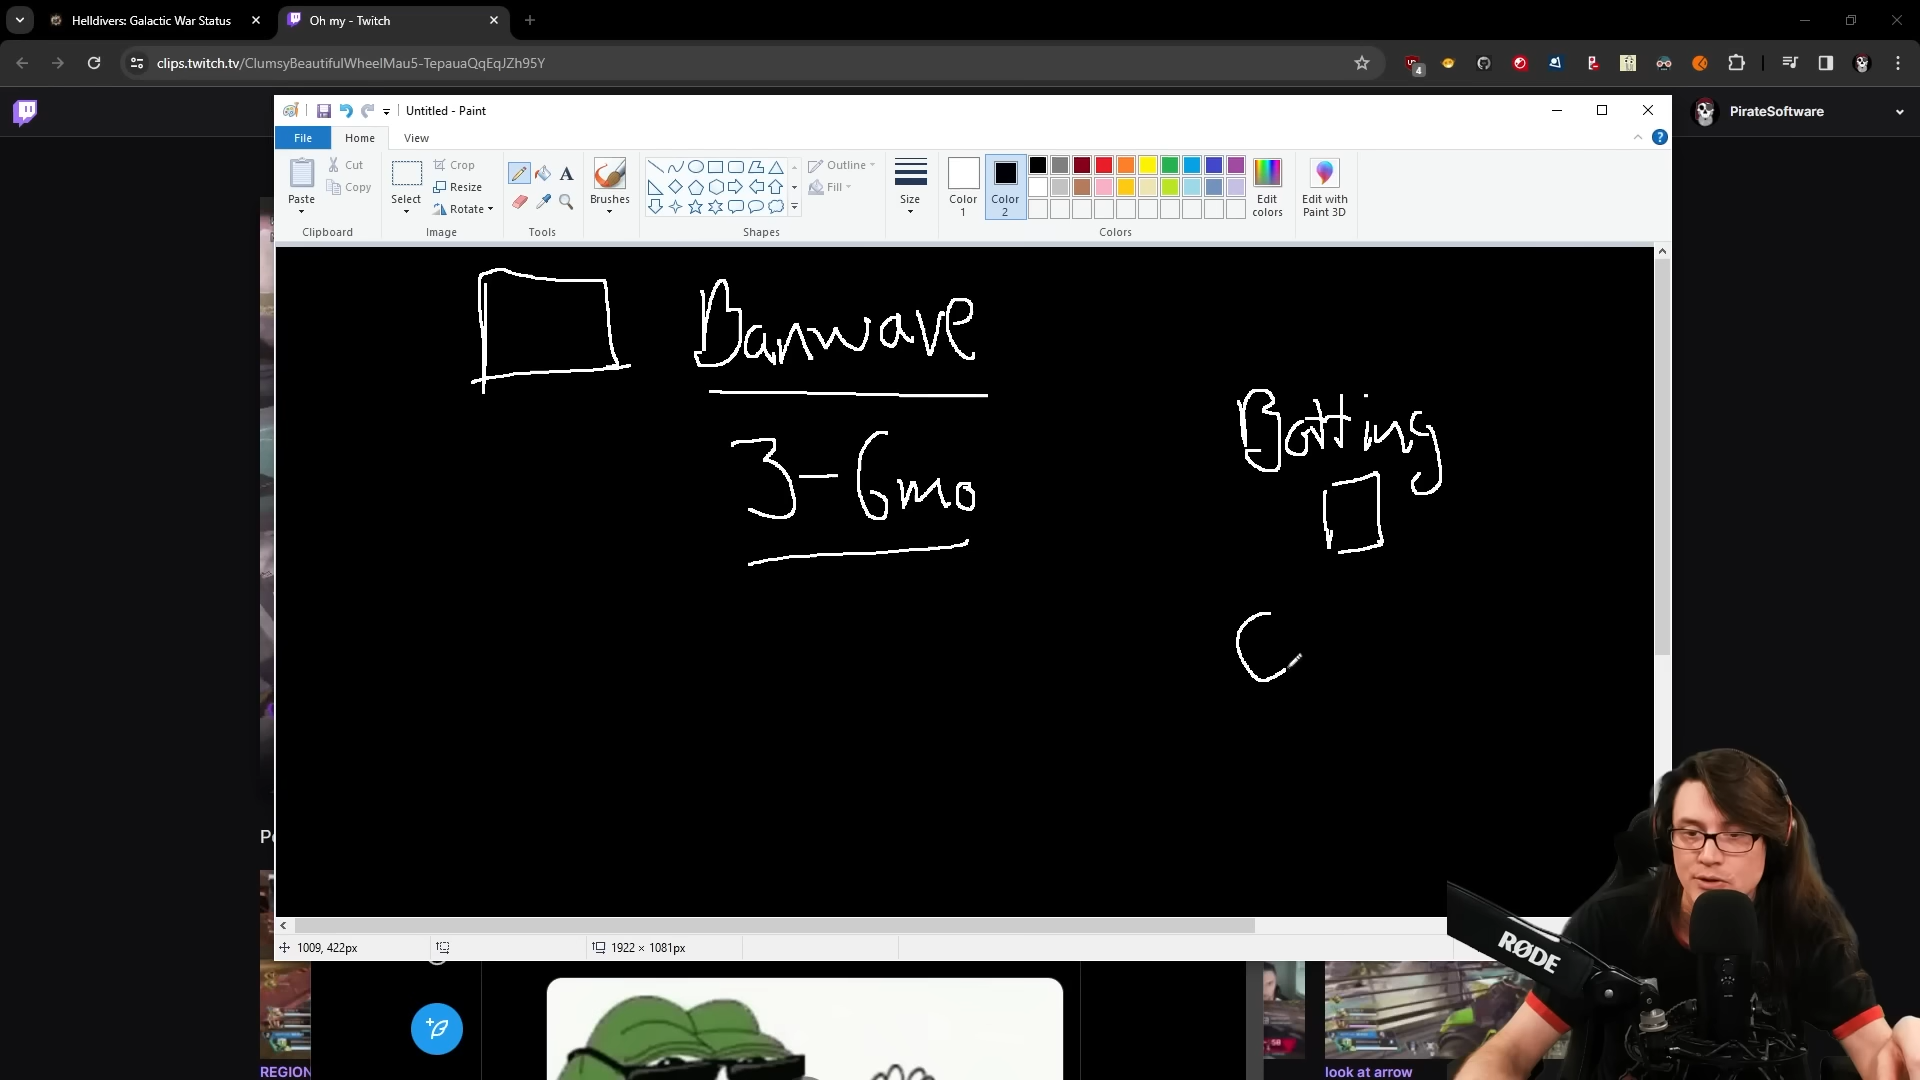 Helldivers: Galactic War Status
Oh my - Twitch
clips.twitch.tv/ClumsyBeautifulWheelMau5-TepauaQqEqJZh95Y
4
PirateSoftware
Untitled - Paint
File
Home
View
Paste
Cut
Copy
Clipboard
Select
Crop
Resize
Rotate
Image
A
Tools
Brushes
Outline
Fill
Shapes
Size
Color 1
Color 2
Edit colors
Edit with Paint 3D
Colors
?
Banwave
3-6mo
Botting
C
1009, 422px
1922 × 1081px
RØDE
REGION
look at arrow